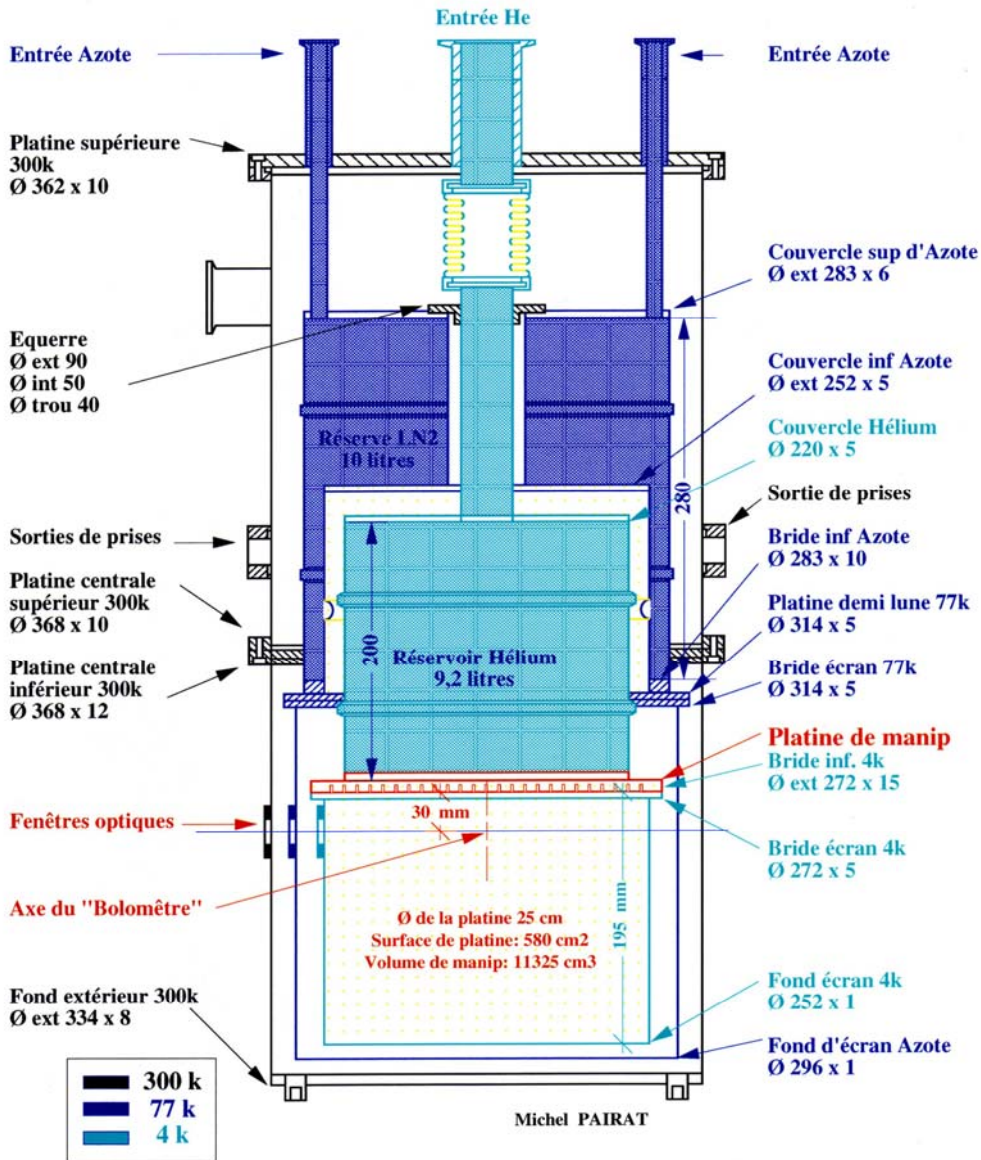 Entrée He
Entrée Azote
Entrée Azote
Platine supérieure
300k
Ø 362 x 10
Couvercle sup d'Azote
Ø ext 283 x 6
Equerre
Ø ext 90
Ø int 50
Ø trou 40
Couvercle inf Azote
Ø ext 252 x 5
Réserve LN2
10 litres
Couvercle Hélium
Ø 220 x 5
280
Sortie de prises
Sorties de prises
Bride inf Azote
Ø 283 x 10
Platine centrale
supérieur 300k
Ø 368 x 10
Platine demi lune 77k
Ø 314 x 5
200
Réservoir Hélium
9,2 litres
Platine centrale
inférieur 300k
Ø 368 x 12
Bride écran 77k
Ø 314 x 5
Platine de manip
Bride inf. 4k
Ø ext 272 x 15
30 mm
Fenêtres optiques
Bride écran 4k
Ø 272 x 5
Axe du "Bolomêtre"
195 mm
Ø de la platine 25 cm
Surface de platine: 580 cm2
Volume de manip: 11325 cm3
Fond extérieur 300k
Ø ext 334 x 8
Fond écran 4k
Ø 252 x 1
Fond d'écran Azote
Ø 296 x 1
300 k
77 k
4 k
Michel PAIRAT